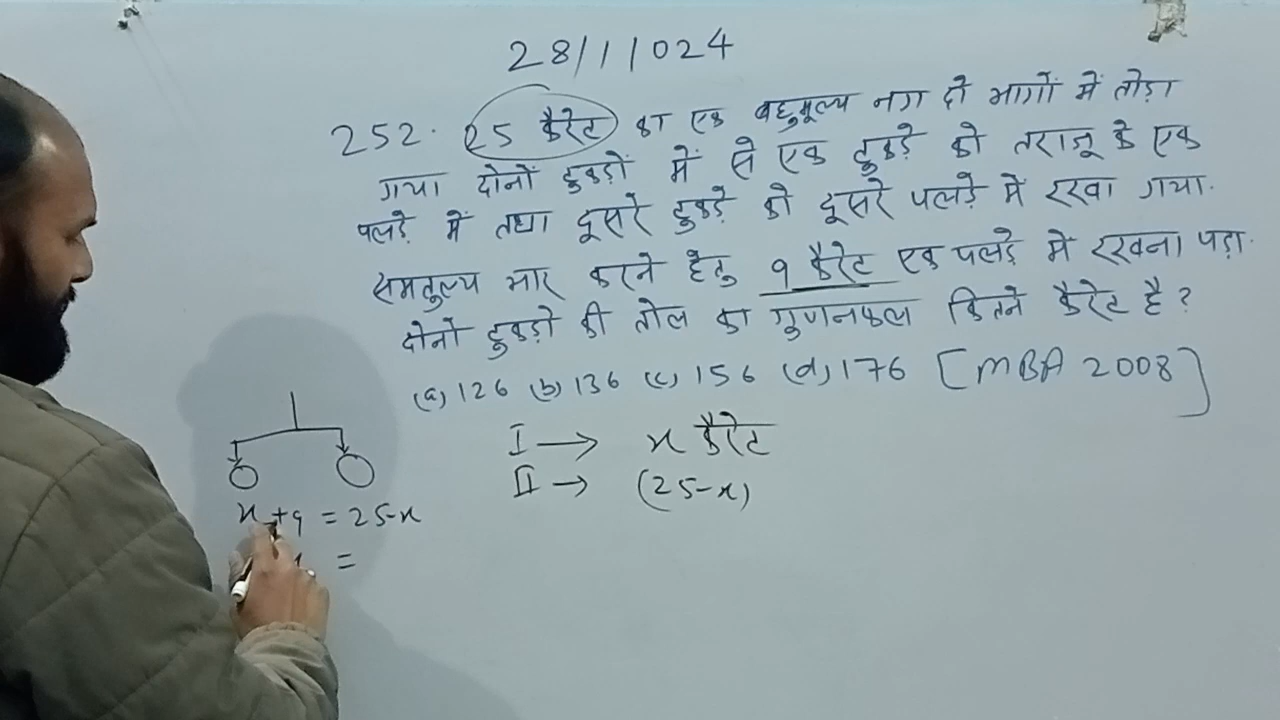 28/1/024
252. 25 कैरेट का एक बहुमूल्य नग दो भागों में तोड़ा
गया दोनों टुकड़ों में से एक टुकड़े को तराजू के एक
पलड़े में तथा दूसरे टुकड़े को दूसरे पलड़े में रखा गया.
समतुल्य भार करने हेतु 9 कैरेट एक पलड़े में रखना पड़ा.
दोनों टुकड़ो की तोल का गुणनफल कितने कैरेट है?
(a) 126 (b) 136 (c) 156 (d) 176 [MBA 2008]
I → x कैरेट
II → (25-x)
x+9 = 25-x
=